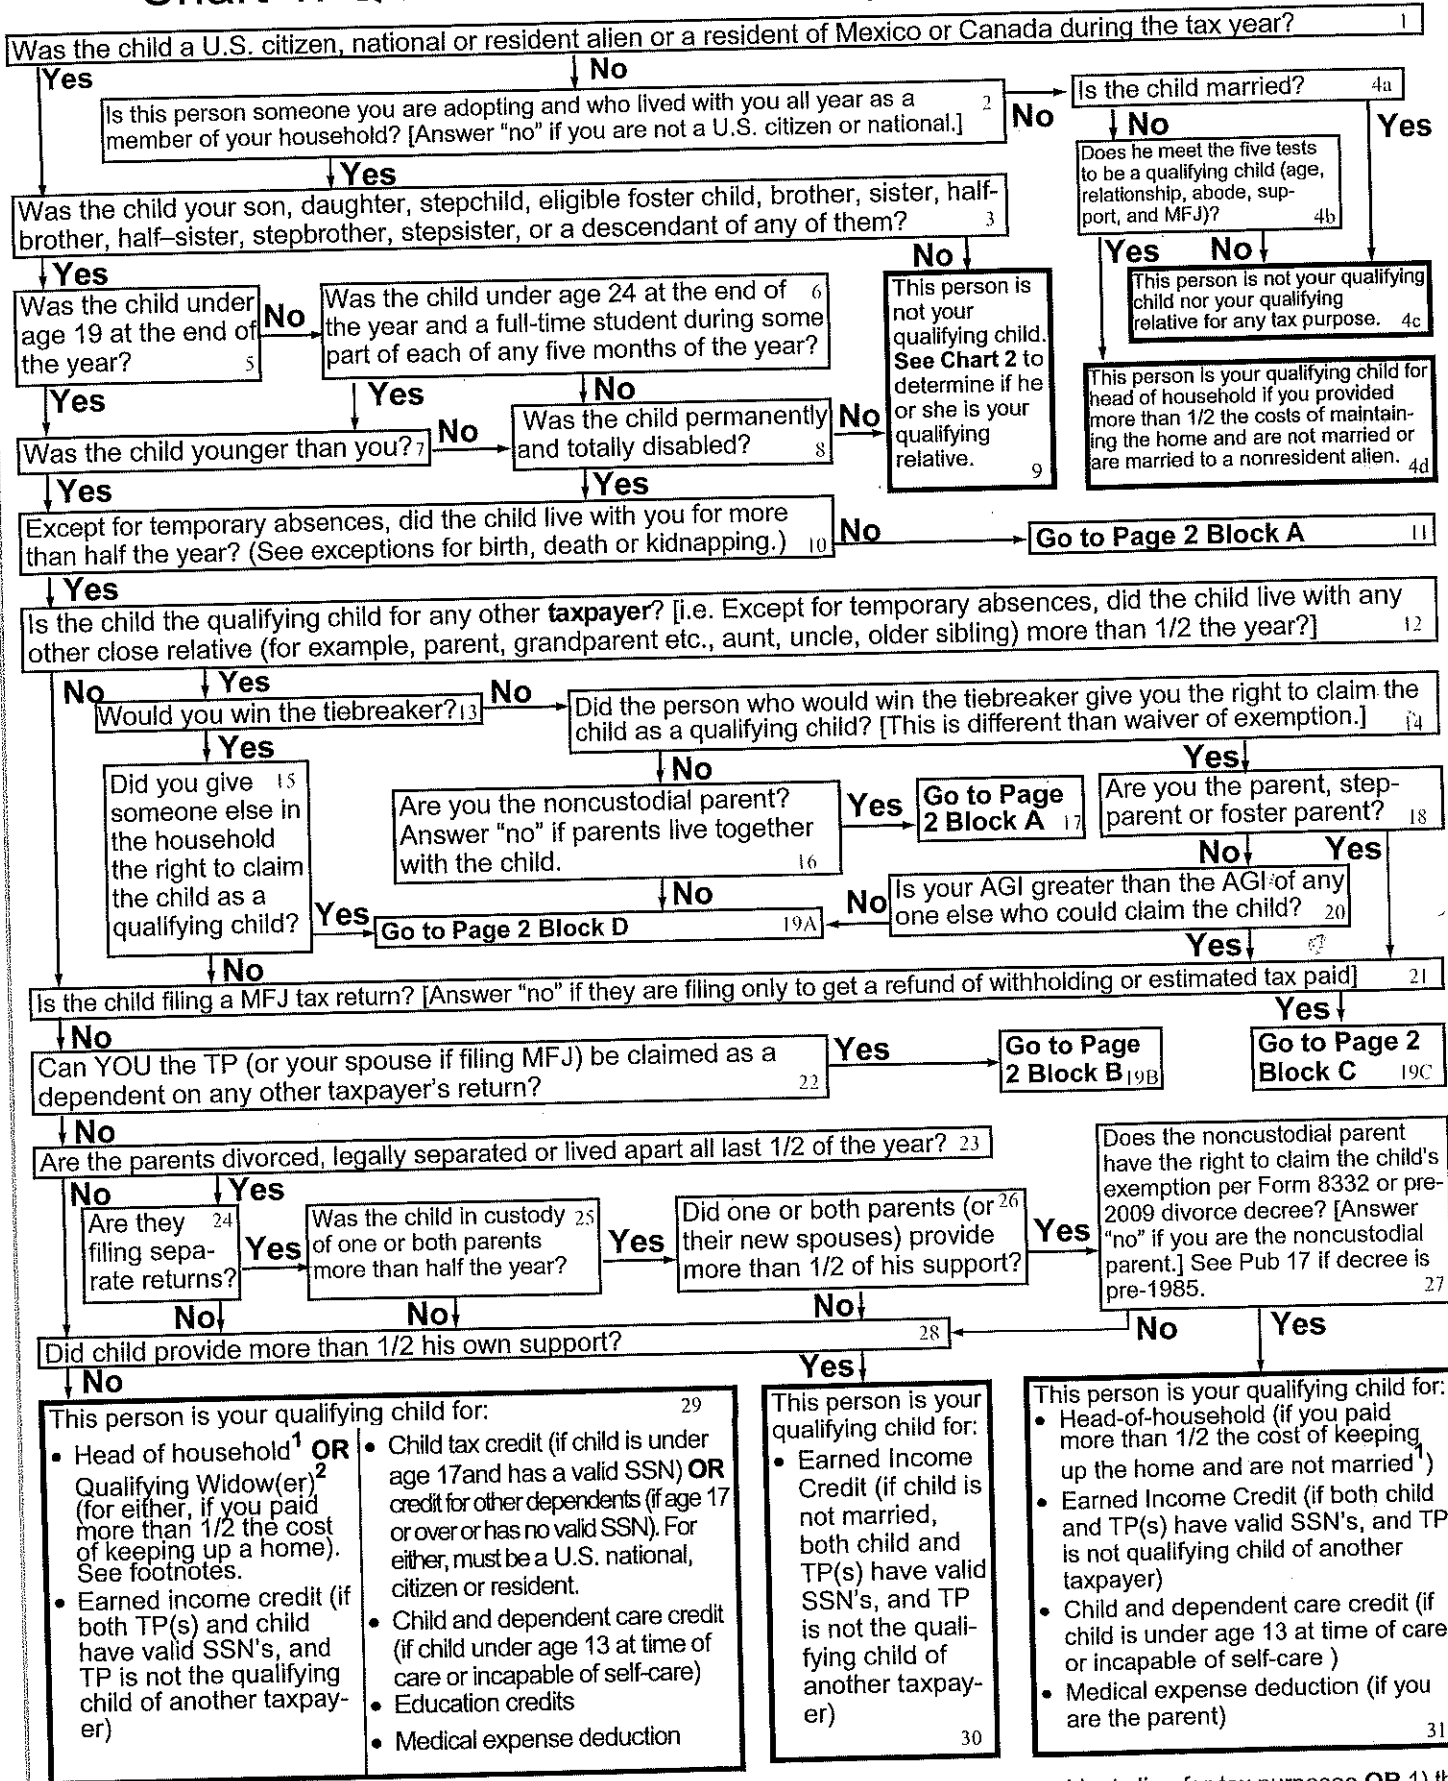 Chart 1:
Was the child a U.S. citizen, national or resident alien or a resident of Mexico or Canada during the tax year? 1
Yes
No
Is this person someone you are adopting and who lived with you all year as a 2
member of your household? [Answer "no" if you are not a U.S. citizen or national.]
No
Is the child married? 4a
No
Yes
Does he meet the five tests
to be a qualifying child (age,
relationship, abode, sup-
port, and MFJ)? 4b
Yes
No
This person is not your qualifying
child nor your qualifying
relative for any tax purpose. 4c
This person is your qualifying child for
head of household if you provided
more than 1/2 the costs of maintain-
ing the home and are not married or
are married to a nonresident alien. 4d
Yes
Was the child your son, daughter, stepchild, eligible foster child, brother, sister, half-
brother, half–sister, stepbrother, stepsister, or a descendant of any of them? 3
Yes
No
Was the child under
age 19 at the end of
the year? 5
No
Was the child under age 24 at the end of 6
the year and a full-time student during some
part of each of any five months of the year?
This person is
not your
qualifying child.
See Chart 2 to
determine if he
or she is your
qualifying
relative.
9
Yes
Yes
No
Was the child younger than you? 7
No
Was the child permanently
and totally disabled? 8
No
Yes
Yes
Except for temporary absences, did the child live with you for more
than half the year? (See exceptions for birth, death or kidnapping.) 10
No
Go to Page 2 Block A 11
Yes
Is the child the qualifying child for any other taxpayer? [i.e. Except for temporary absences, did the child live with any
other close relative (for example, parent, grandparent etc., aunt, uncle, older sibling) more than 1/2 the year?] 12
No
Yes
Would you win the tiebreaker? 13
No
Did the person who would win the tiebreaker give you the right to claim the
child as a qualifying child? [This is different than waiver of exemption.] 14
Yes
No
Yes
Did you give 15
someone else in
the household
the right to claim
the child as a
qualifying child?
Are you the noncustodial parent?
Answer "no" if parents live together
with the child. 16
Yes
Go to Page
2 Block A 17
Are you the parent, step-
parent or foster parent? 18
No
Yes
No
Is your AGI greater than the AGI of any
one else who could claim the child? 20
No
Yes
Go to Page 2 Block D 19A
Yes
No
Is the child filing a MFJ tax return? [Answer "no" if they are filing only to get a refund of withholding or estimated tax paid] 21
No
Yes
Can YOU the TP (or your spouse if filing MFJ) be claimed as a
dependent on any other taxpayer's return? 22
Yes
Go to Page
2 Block B 19B
Go to Page 2
Block C 19C
No
Are the parents divorced, legally separated or lived apart all last 1/2 of the year? 23
No
Yes
Are they 24
filing sepa-
rate returns?
Yes
Was the child in custody 25
of one or both parents
more than half the year?
Yes
Did one or both parents (or 26
their new spouses) provide
more than 1/2 of his support?
Yes
Does the noncustodial parent
have the right to claim the child's
exemption per Form 8332 or pre-
2009 divorce decree? [Answer
"no" if you are the noncustodial
parent.] See Pub 17 if decree is
pre-1985. 27
No
No
No
No
Yes
Did child provide more than 1/2 his own support? 28
No
Yes
This person is your qualifying child for: 29
• Head of household1 OR
Qualifying Widow(er)2
(for either, if you paid
more than 1/2 the cost
of keeping up a home).
See footnotes.
• Earned income credit (if
both TP(s) and child
have valid SSN's, and
TP is not the qualifying
child of another taxpay-
er)
• Child tax credit (if child is under
age 17and has a valid SSN) OR
credit for other dependents (if age 17
or over or has no valid SSN). For
either, must be a U.S. national,
citizen or resident.
• Child and dependent care credit
(if child under age 13 at time of
care or incapable of self-care)
• Education credits
• Medical expense deduction
This person is your
qualifying child for:
• Earned Income
Credit (if child is
not married,
both child and
TP(s) have valid
SSN's, and TP
is not the quali-
fying child of
another taxpay-
er)
30
This person is your qualifying child for:
• Head-of-household (if you paid
more than 1/2 the cost of keeping
up the home and are not married1)
• Earned Income Credit (if both child
and TP(s) have valid SSN's, and TP
is not qualifying child of another
taxpayer)
• Child and dependent care credit (if
child is under age 13 at time of care
or incapable of self-care )
• Medical expense deduction (if you
are the parent)
31
for tax purposes OR 1)